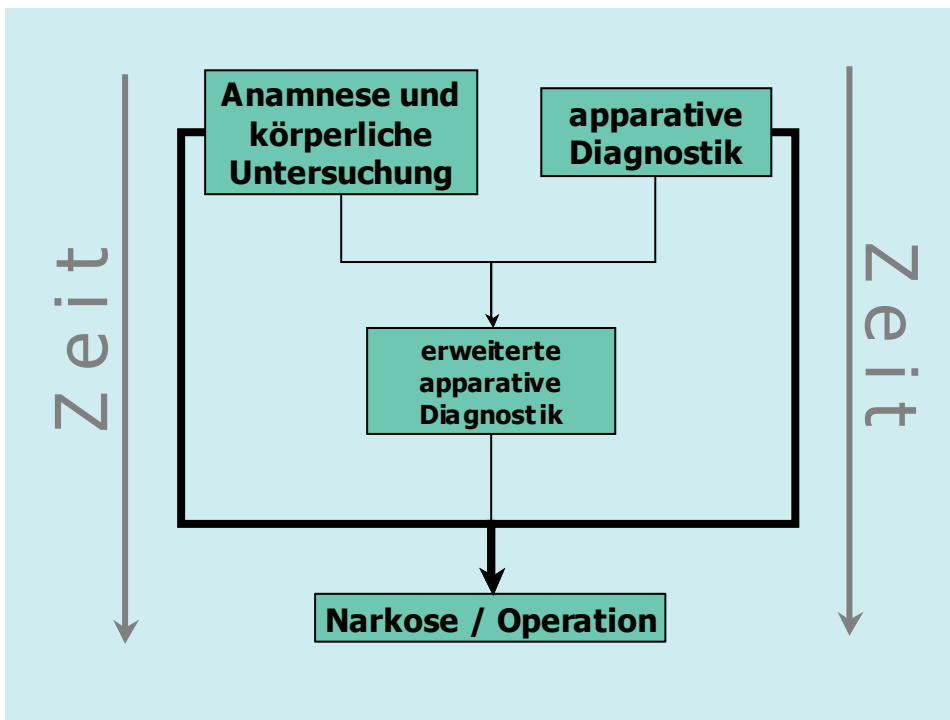 Anamnese und
körperliche
Untersuchung
apparative
Diagnostik
Zeit
Zeit
erweiterte
apparative
Diagnostik
Narkose / Operation